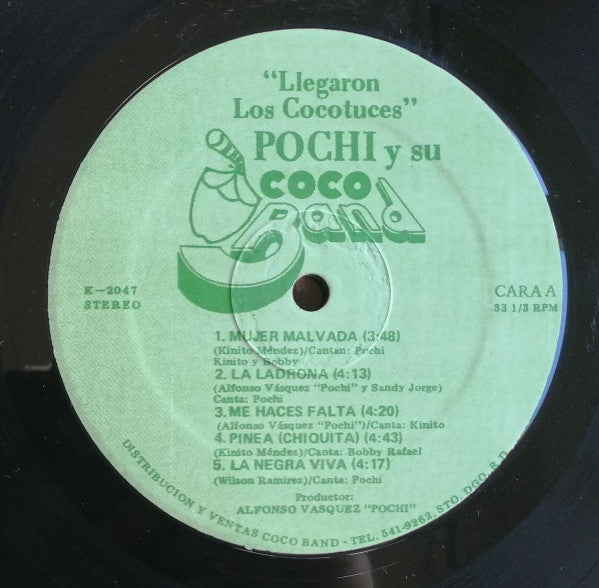 "Llegaron
Los Cocotuces"
POCHI y su
COCO
Band
K-2047
STEREO
CARA A
33 1/3 RPM
1. MUJER MALVADA (3:48)
(Kinito Méndez)/Cantan: Pochi
Kinito y Bobby
2. LA LADRONA (4:13)
(Alfonso Vásquez "Pochi" y Sandy Jorge)
Canta: Pochi
3. ME HACES FALTA (4:20)
(Alfonso Vásquez "Pochi")/Canta: Kinito
4. PINEA (CHIQUITA) (4:43)
(Kinito Méndez)/Canta: Bobby Rafael
5. LA NEGRA VIVA (4:17)
(Wilson Ramírez)/Canta: Pochi
Productor:
ALFONSO VASQUEZ "POCHI"
DISTRIBUCION Y VENTAS COCO BAND - TEL. 541-9262, STO. DGO. R. D.